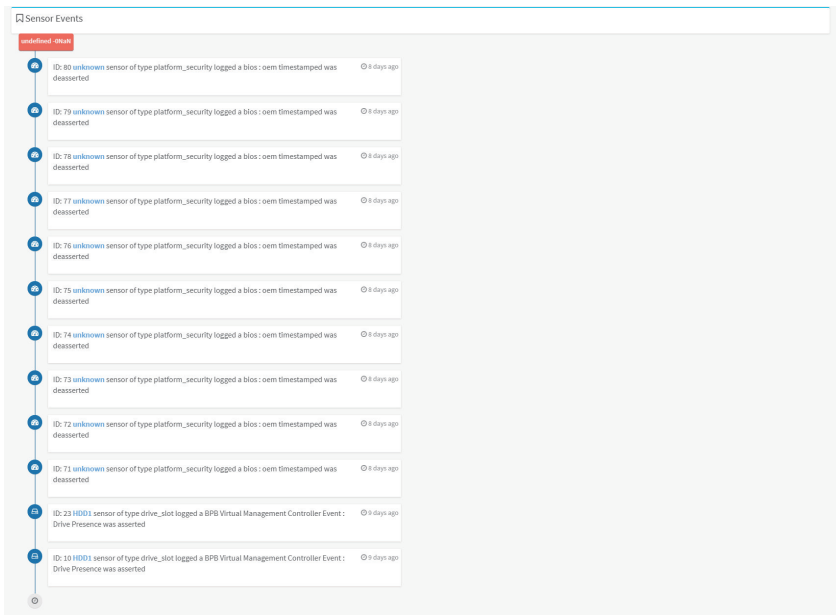 Sensor Events
undefined -0NaN
ID: 80 unknown sensor of type platform_security logged a bios : oem timestamped was
deasserted
8 days ago
ID: 79 unknown sensor of type platform_security logged a bios : oem timestamped was
deasserted
8 days ago
ID: 78 unknown sensor of type platform_security logged a bios : oem timestamped was
deasserted
8 days ago
ID: 77 unknown sensor of type platform_security logged a bios : oem timestamped was
deasserted
8 days ago
ID: 76 unknown sensor of type platform_security logged a bios : oem timestamped was
deasserted
8 days ago
ID: 75 unknown sensor of type platform_security logged a bios : oem timestamped was
deasserted
8 days ago
ID: 74 unknown sensor of type platform_security logged a bios : oem timestamped was
deasserted
8 days ago
ID: 73 unknown sensor of type platform_security logged a bios : oem timestamped was
deasserted
8 days ago
ID: 72 unknown sensor of type platform_security logged a bios : oem timestamped was
deasserted
8 days ago
ID: 71 unknown sensor of type platform_security logged a bios : oem timestamped was
deasserted
8 days ago
ID: 23 HDD1 sensor of type drive_slot logged a BPB Virtual Management Controller Event :
Drive Presence was asserted
9 days ago
ID: 10 HDD1 sensor of type drive_slot logged a BPB Virtual Management Controller Event :
Drive Presence was asserted
9 days ago